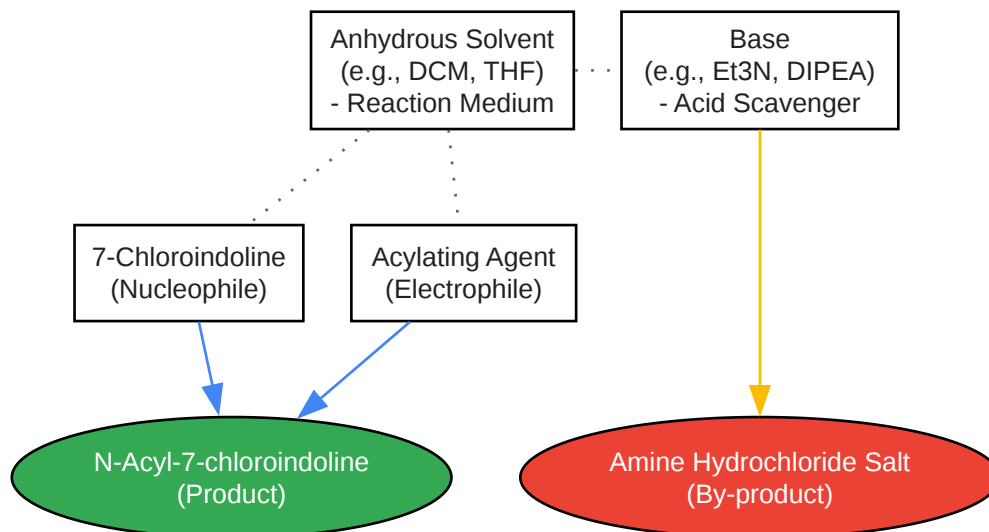 Anhydrous Solvent
(e.g., DCM, THF)
- Reaction Medium
Base
(e.g., Et3N, DIPEA)
- Acid Scavenger
7-Chloroindoline
(Nucleophile)
Acylating Agent
(Electrophile)
N-Acyl-7-chloroindoline
(Product)
Amine Hydrochloride Salt
(By-product)